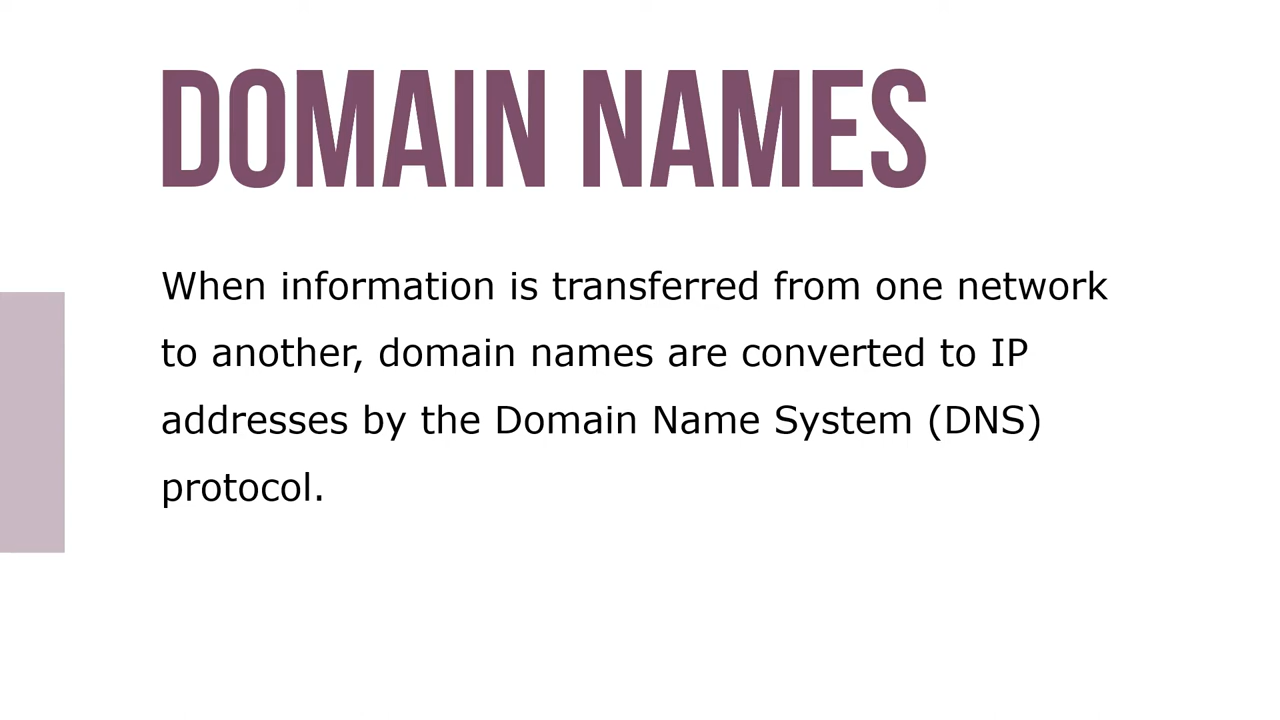 DOMAIN NAMES
When information is transferred from one network
to another, domain names are converted to IP
addresses by the Domain Name System (DNS)
protocol.